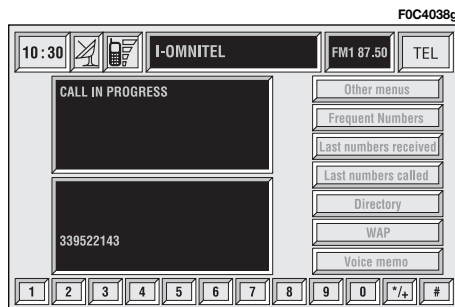 F0C4038g
10:30 I-OMNITEL FM1 87.50 TEL
CALL IN PROGRESS
339522143
Other menus
Frequent Numbers
Last numbers received
Last numbers called
Directory
WAP
Voice memo
1 2 3 4 5 6 7 8 9 0 */+ #